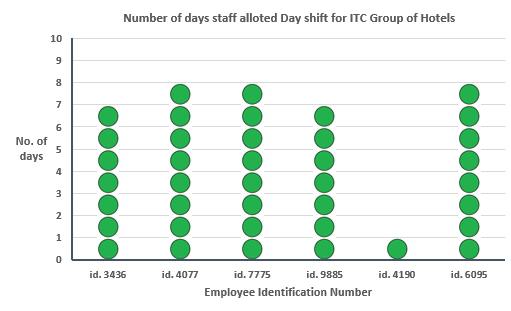 Number of days staff alloted Day shift for ITC Group of Hotels
10
9
8
7
6
5
4
3
2
1
0
No. of
days
id. 3436 id. 4077 id. 7775 id. 9885 id. 4190 id. 6095
Employee Identification Number